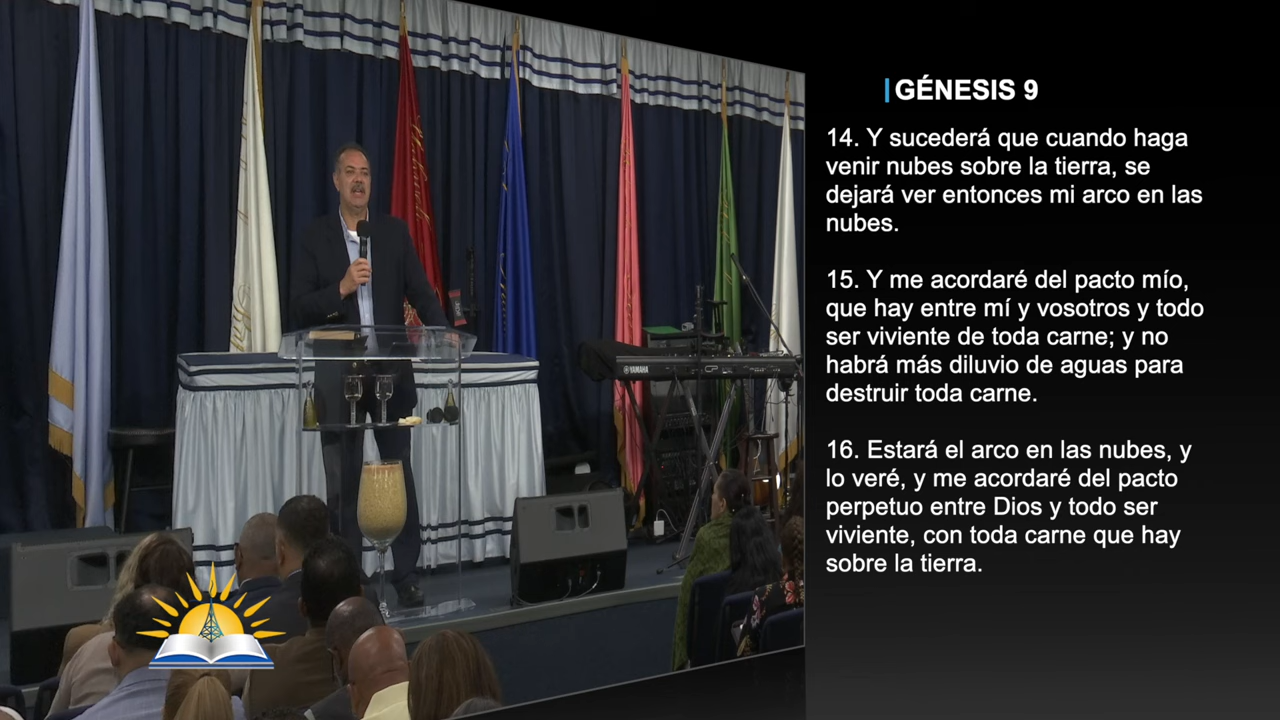 GÉNESIS 9
14. Y sucederá que cuando haga
venir nubes sobre la tierra, se
dejará ver entonces mi arco en las
nubes.
15. Y me acordaré del pacto mío,
que hay entre mí y vosotros y todo
ser viviente de toda carne; y no
habrá más diluvio de aguas para
destruir toda carne.
16. Estará el arco en las nubes, y
lo veré, y me acordaré del pacto
perpetuo entre Dios y todo ser
viviente, con toda carne que hay
sobre la tierra.
YAMAHA